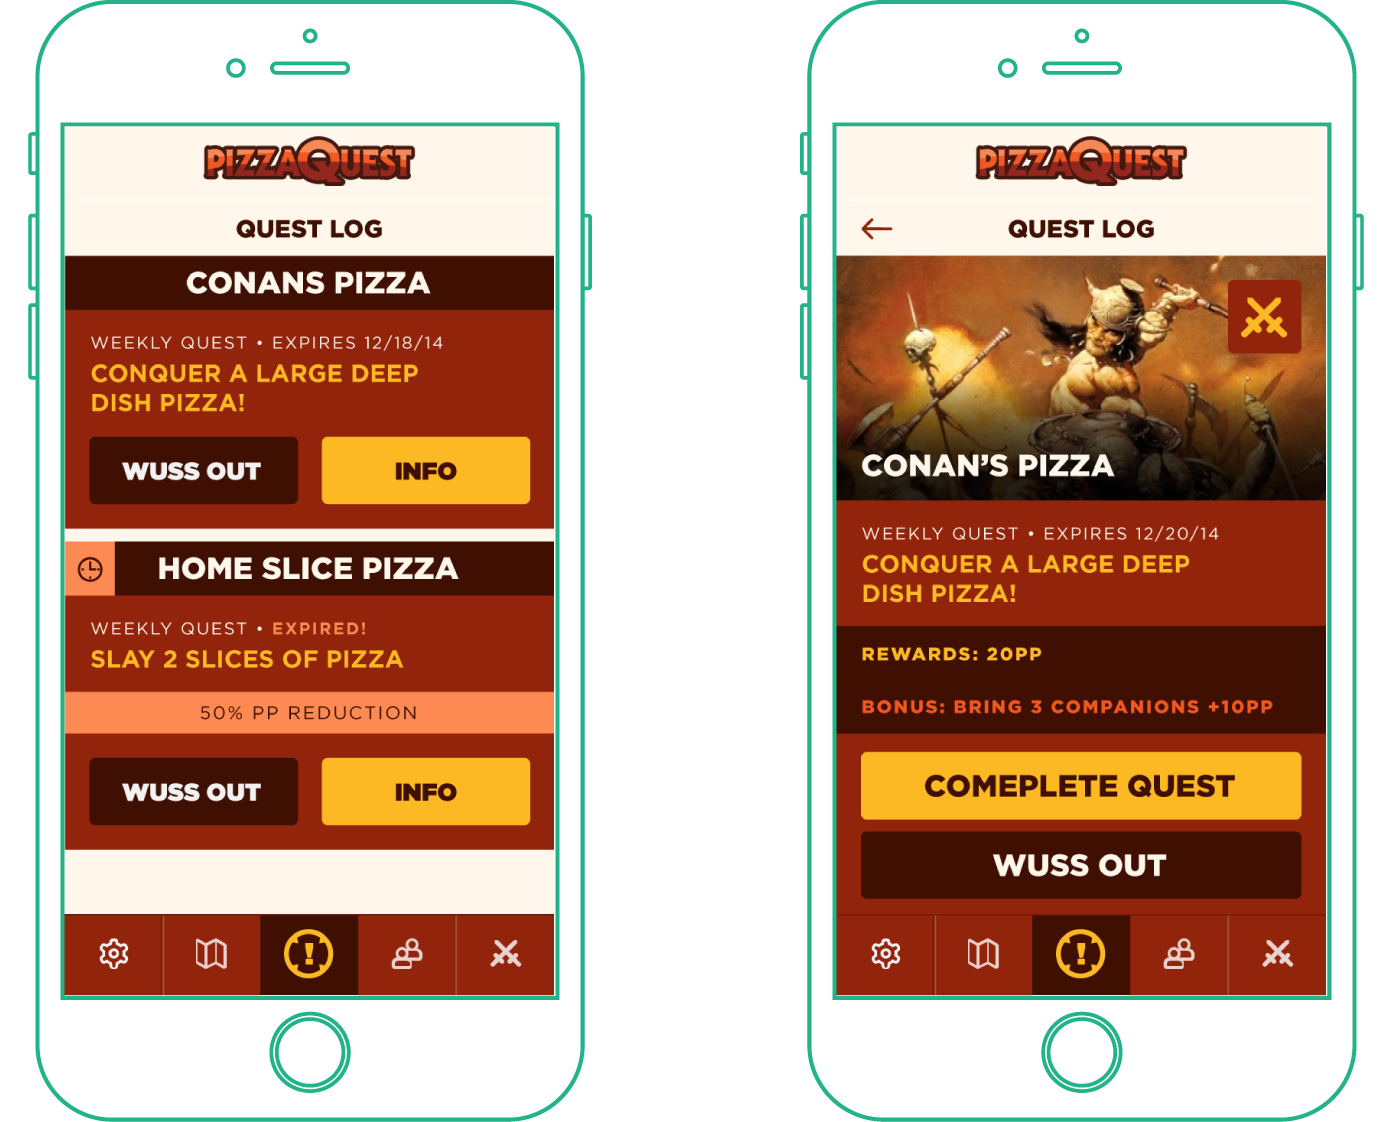 PIZZAQUEST
QUEST LOG
CONANS PIZZA
WEEKLY QUEST • EXPIRES 12/18/14
CONQUER A LARGE DEEP
DISH PIZZA!
WUSS OUT
INFO
HOME SLICE PIZZA
WEEKLY QUEST • EXPIRED!
SLAY 2 SLICES OF PIZZA
50% PP REDUCTION
WUSS OUT
INFO
PIZZAQUEST
QUEST LOG
CONAN’S PIZZA
WEEKLY QUEST • EXPIRES 12/20/14
CONQUER A LARGE DEEP
DISH PIZZA!
REWARDS: 20PP
BONUS: BRING 3 COMPANIONS +10PP
COMEPLETE QUEST
WUSS OUT